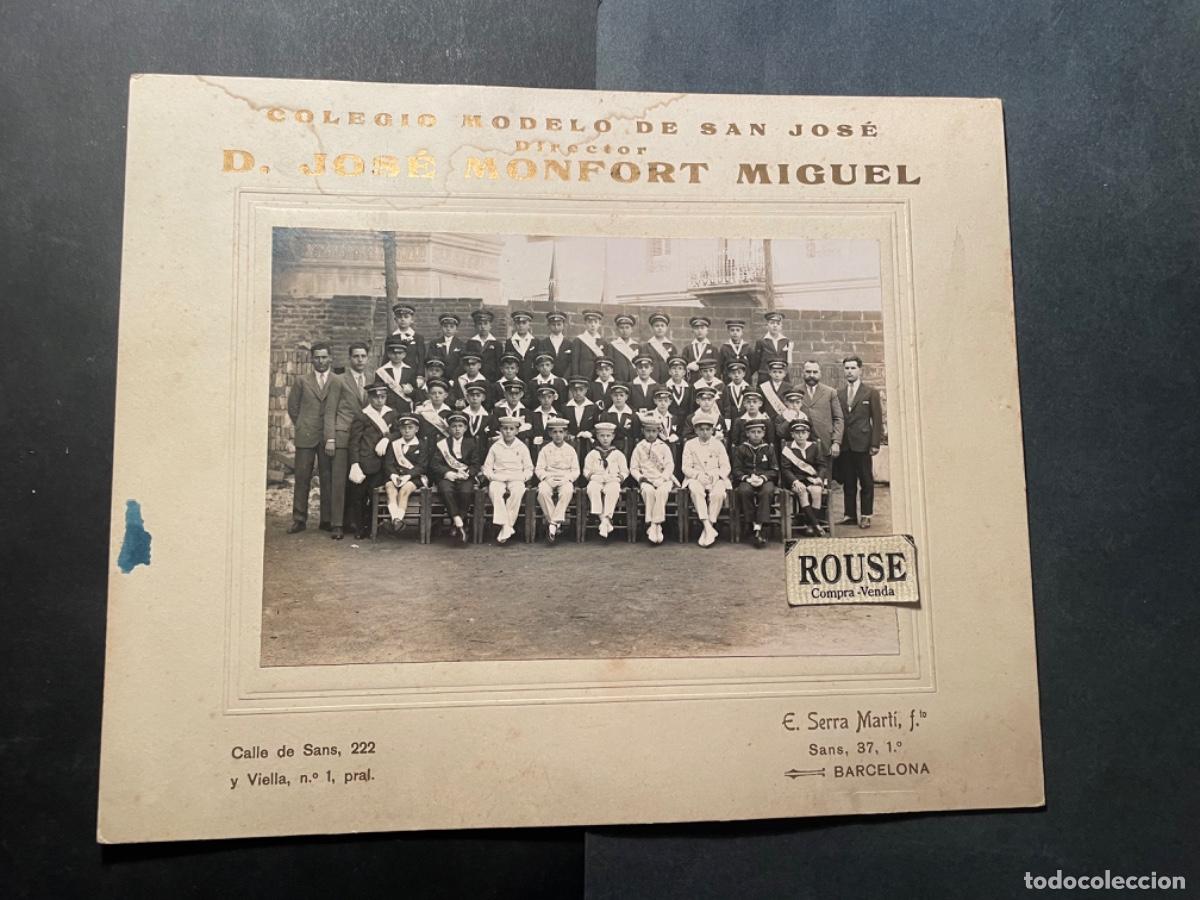 COLEGIO MODELO DE SAN JOSÉ
Director
D. JOSÉ MONFORT MIGUEL
ROUSE
Compra-Venda
Calle de Sans, 222
y Viella, n.º 1, pral.
E. Serra Martí, f.to
Sans, 37, 1.º
BARCELONA
todocoleccion